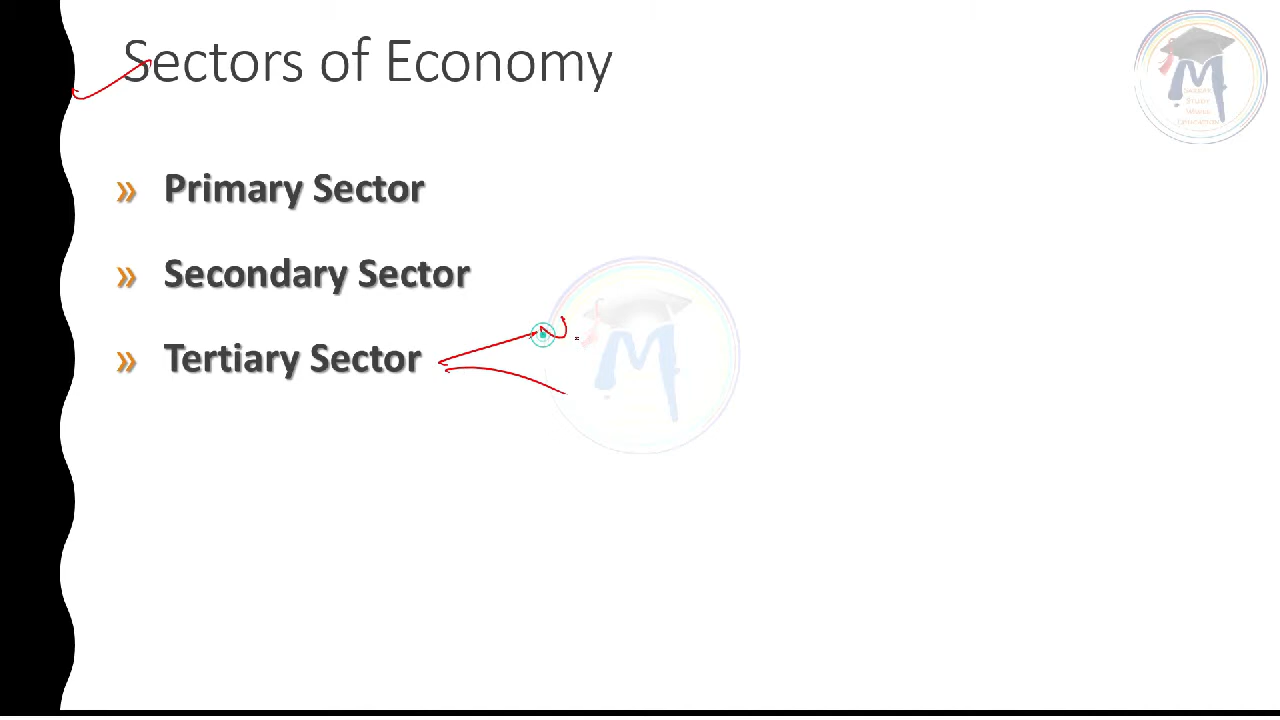 Sectors of Economy
» Primary Sector
» Secondary Sector
» Tertiary Sector